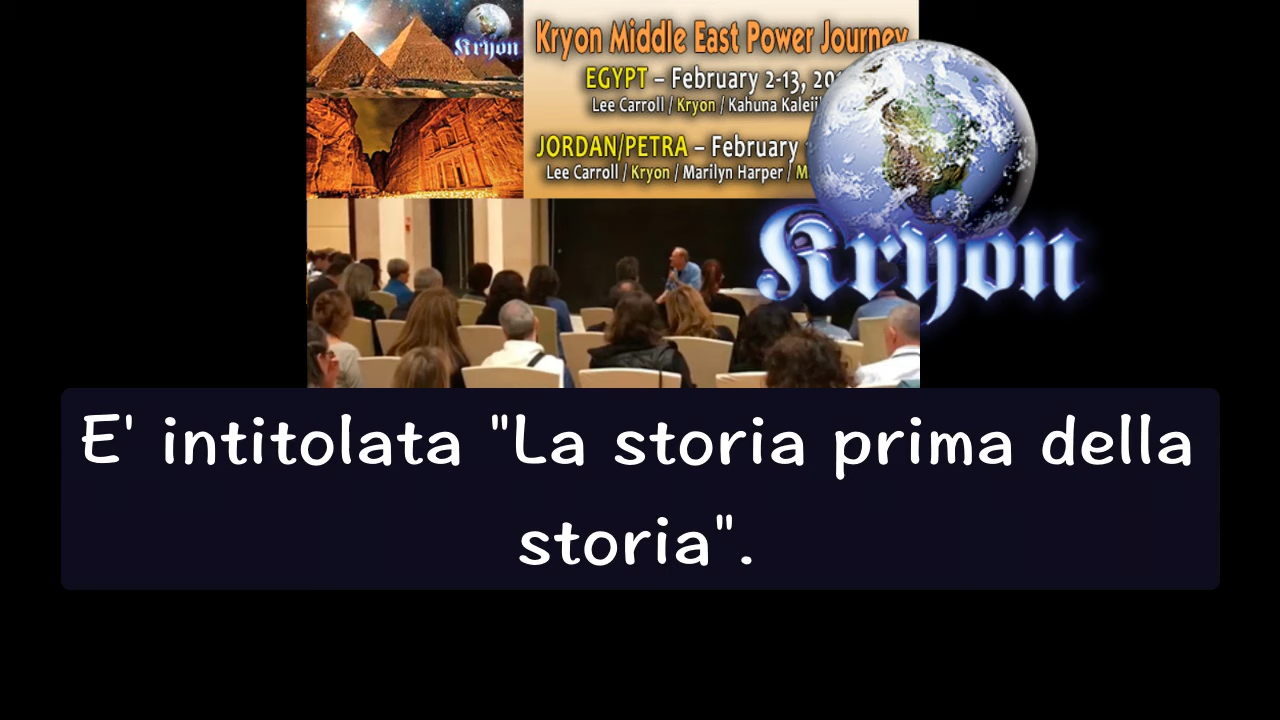 Kryon
Kryon Middle East Power Journey
EGYPT – February 2-13,
Lee Carroll / Kryon / Kahuna
JORDAN/PETRA – February
Lee Carroll / Kryon / Marilyn Harper /
Kryon
E' intitolata "La storia prima della
storia".